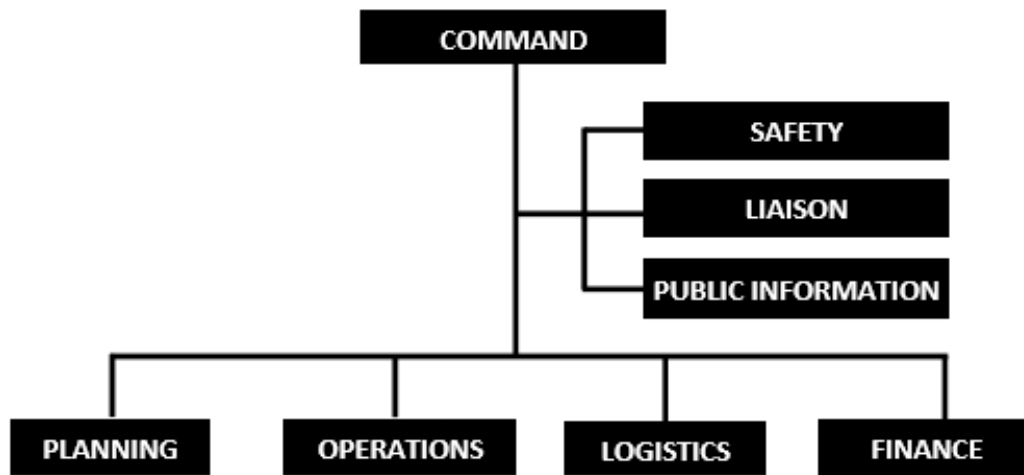 COMMAND
SAFETY
LIAISON
PUBLIC INFORMATION
PLANNING
OPERATIONS
LOGISTICS
FINANCE